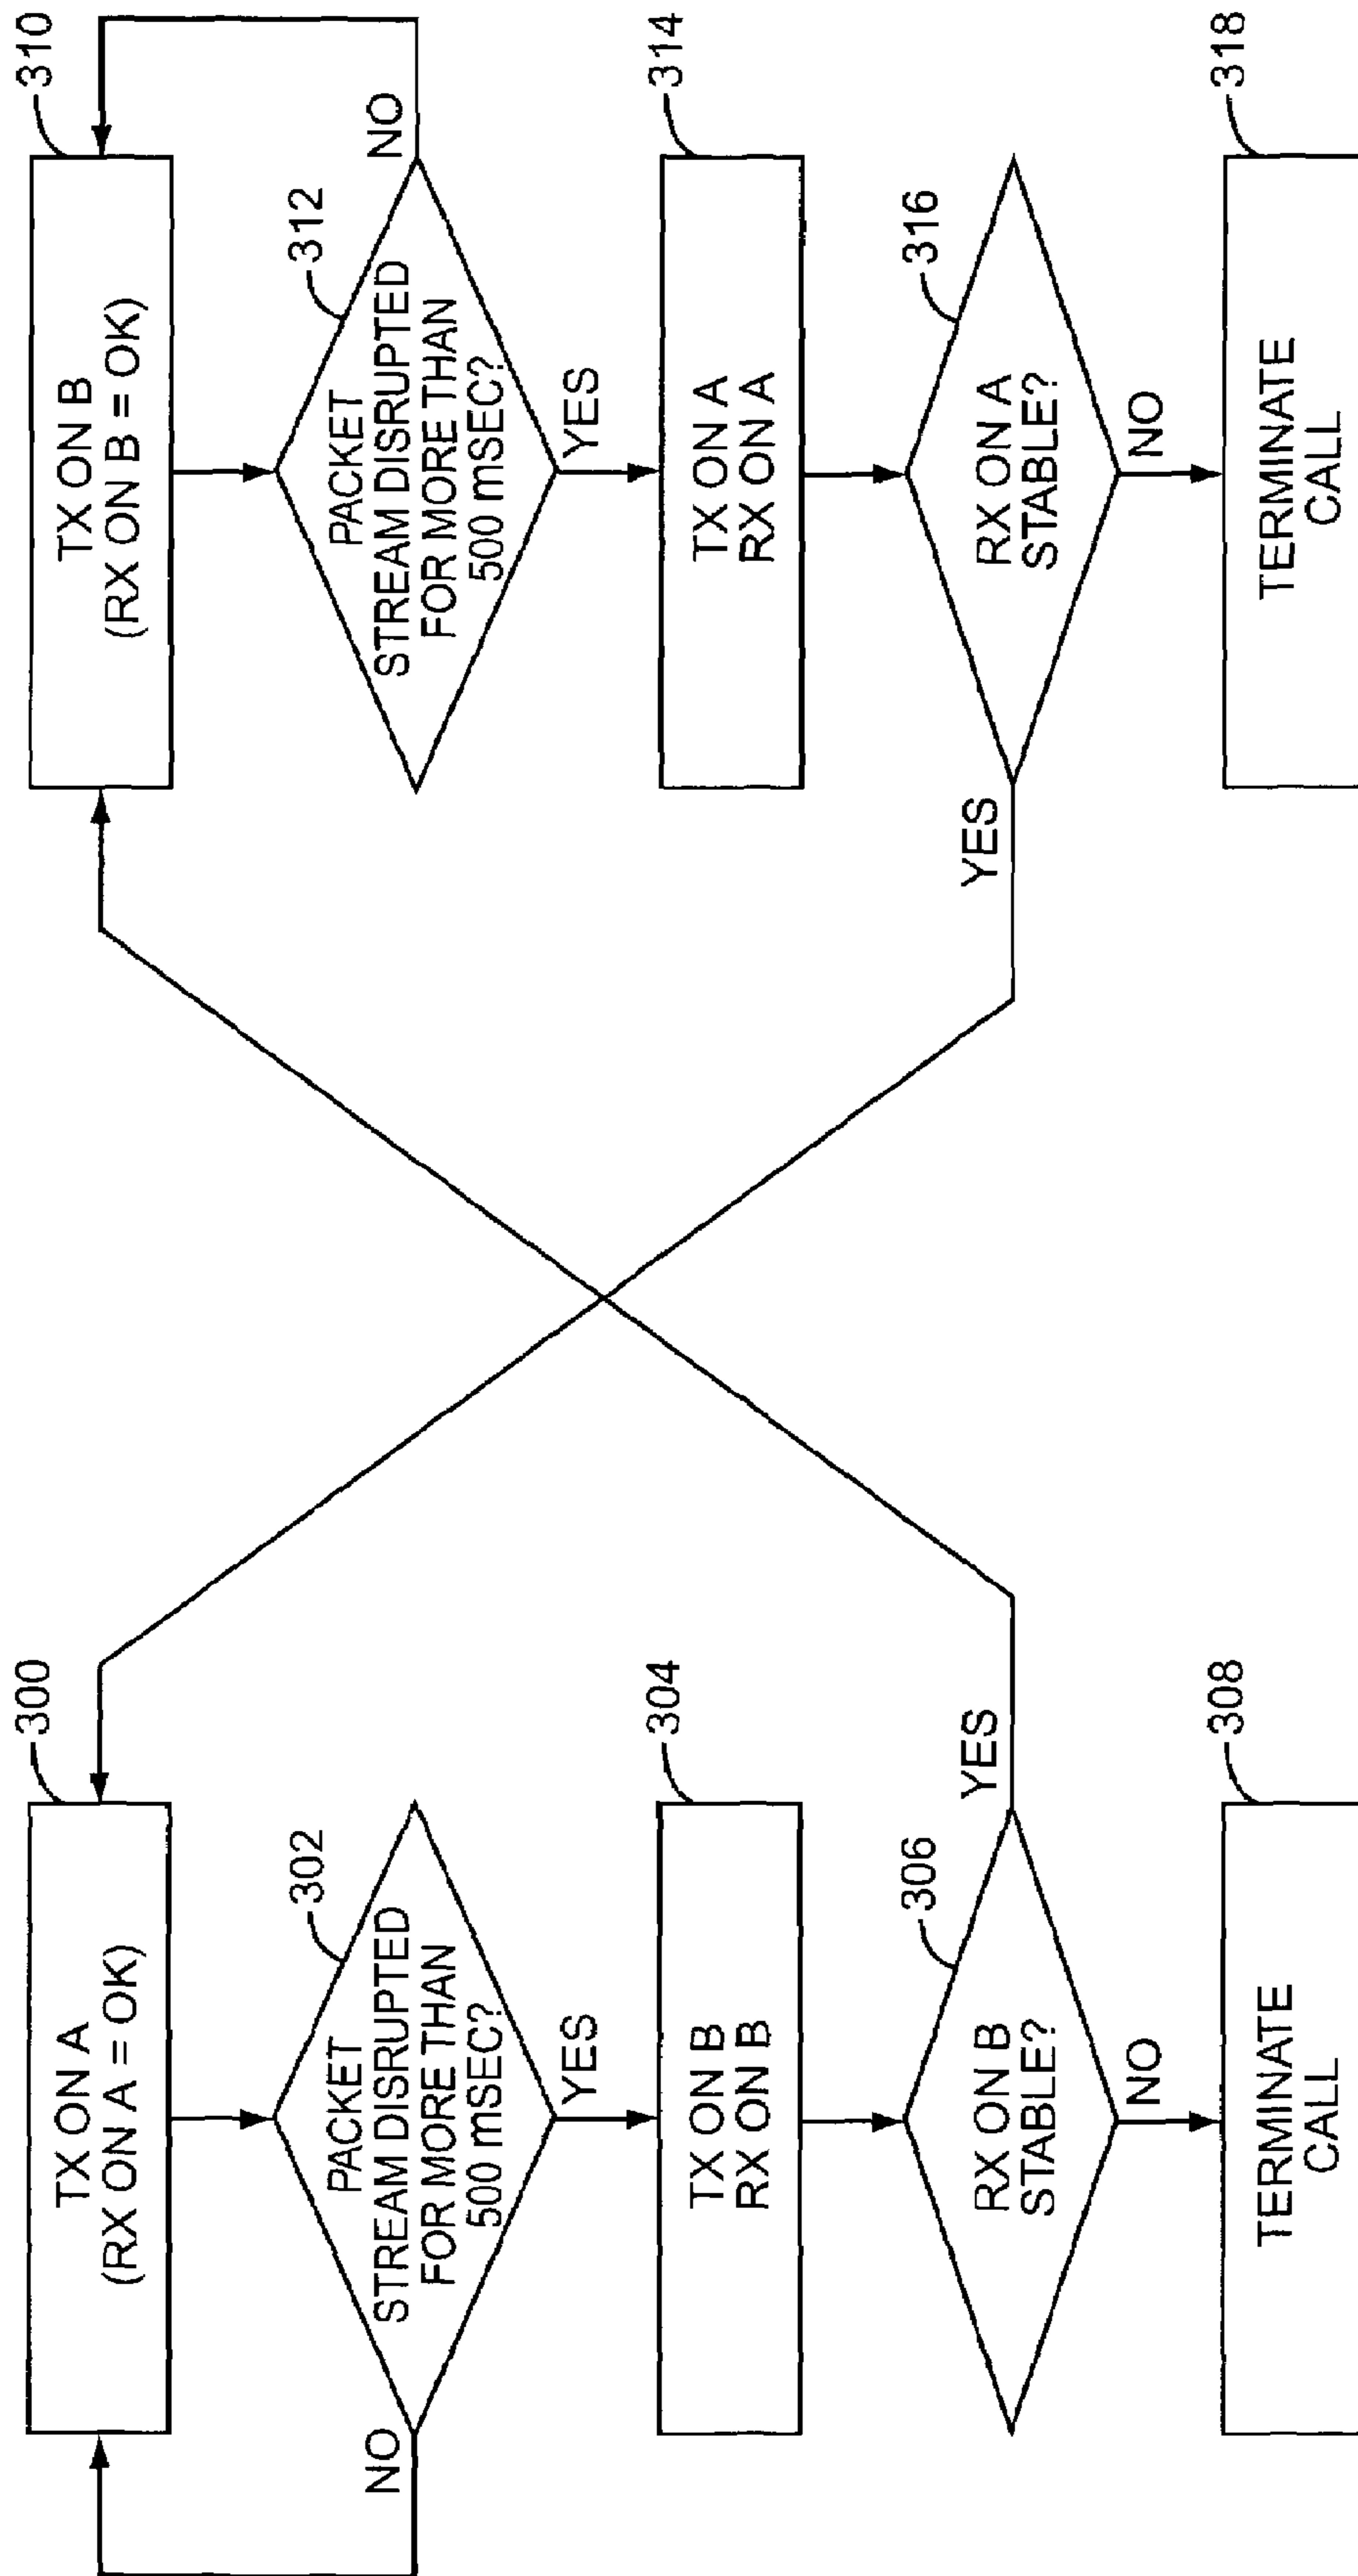 300
TX ON A
(RX ON A = OK)
302
PACKET
STREAM DISRUPTED
FOR MORE THAN
500 mSEC?
NO
YES
304
TX ON B
RX ON B
306
RX ON B
STABLE?
YES
NO
308
TERMINATE
CALL
310
TX ON B
(RX ON B = OK)
312
PACKET
STREAM DISRUPTED
FOR MORE THAN
500 mSEC?
NO
YES
314
TX ON A
RX ON A
316
RX ON A
STABLE?
YES
NO
318
TERMINATE
CALL